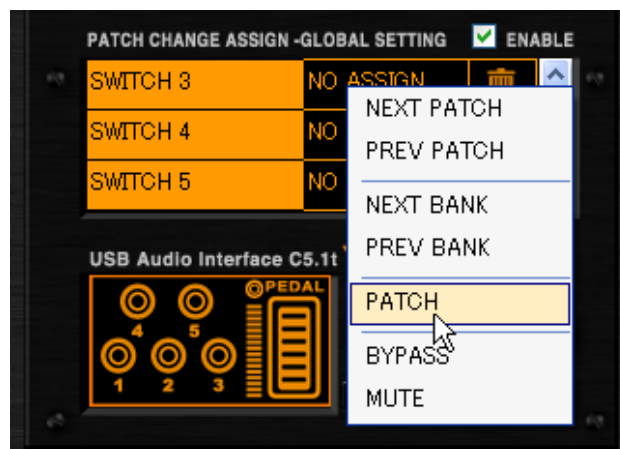 PATCH CHANGE ASSIGN -GLOBAL SETTING ENABLE
SWITCH 3 NO ASSIGN
SWITCH 4 NO
SWITCH 5 NO
NEXT PATCH
PREV PATCH
NEXT BANK
PREV BANK
PATCH
BYPASS
MUTE
USB Audio Interface C5.1t
PEDAL
4 5
1 2 3